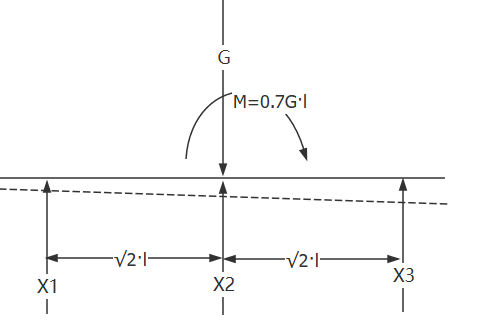 G
M=0.7G·l
√2·l
√2·l
X1
X2
X3